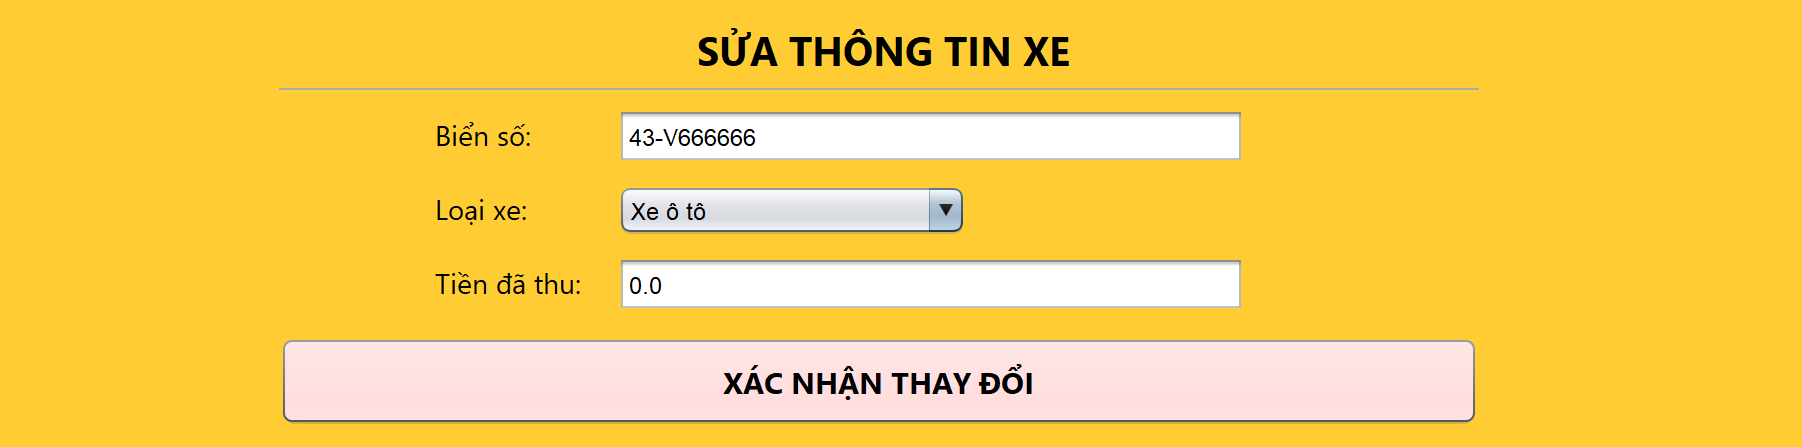 SỬA THÔNG TIN XE
Biển số: 43-V666666
Loại xe: Xe ô tô
Tiền đã thu: 0.0
XÁC NHẬN THAY ĐỔI